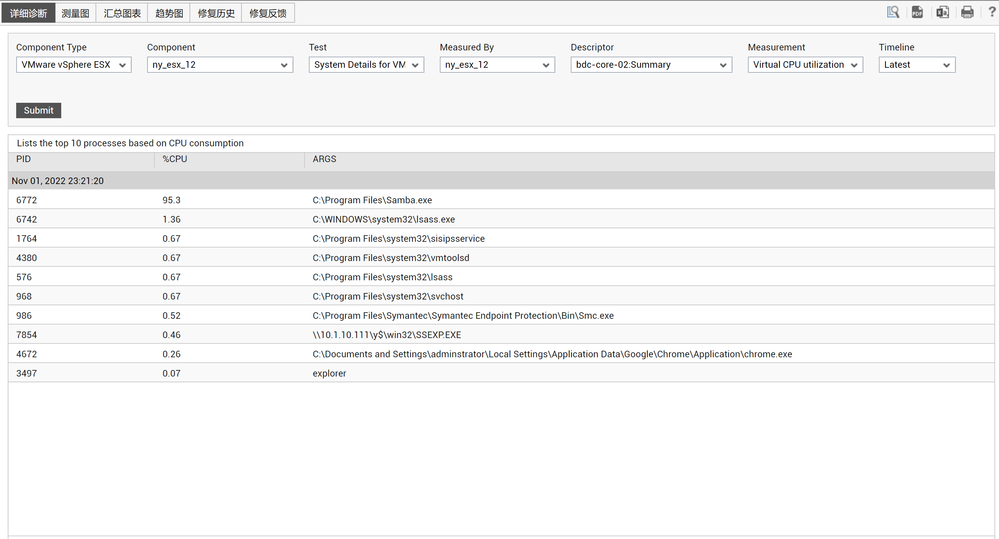 详细诊断 测量图 汇总图表 趋势图 修复历史 修复反馈 PDF ?
Component Type Component Test Measured By Descriptor Measurement Timeline
VMware vSphere ESX ny_esx_12 System Details for VM ny_esx_12 bdc-core-02:Summary Virtual CPU utilization Latest
Submit
Lists the top 10 processes based on CPU consumption
PID %CPU ARGS
Nov 01, 2022 23:21:20
6772 95.3 C:\Program Files\Samba.exe
6742 1.36 C:\WINDOWS\system32\lsass.exe
1764 0.67 C:\Program Files\system32\sisipsservice
4380 0.67 C:\Program Files\system32\vmtoolsd
576 0.67 C:\Program Files\system32\lsass
968 0.67 C:\Program Files\system32\svchost
986 0.52 C:\Program Files\Symantec\Symantec Endpoint Protection\Bin\Smc.exe
7854 0.46 \\10.1.10.111\y$\win32\SSEXP.EXE
4672 0.26 C:\Documents and Settings\adminstrator\Local Settings\Application Data\Google\Chrome\Application\chrome.exe
3497 0.07 explorer